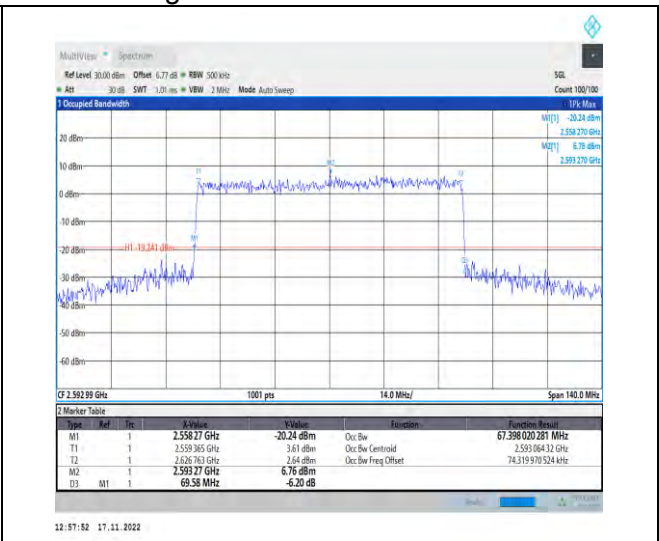 MultiView Spectrum
Ref Level 30.00 dBm Offset 6.77 dB RBW 500 kHz SGL
Att 30 dB SWT 1.01 ms VBW 2 MHz Mode Auto Sweep Count 100/100
1 Occupied Bandwidth 1Pk Max
M1[1] -20.24 dBm
2.558 270 GHz
20 dBm
M2[1] 6.78 dBm
2.593 270 GHz
10 dBm
M2
T1
0 dBm
-10 dBm
M1
-20 dBm
H1 -19.241 dBm
-30 dBm
-40 dBm
-50 dBm
-60 dBm
CF 2.592 99 GHz 1001 pts 14.0 MHz/ Span 140.0 MHz
2 Marker Table
Type Ref Trc X-Value Y-Value Function Function Result
M1 1 2.558 27 GHz -20.24 dBm Occ Bw 67.398 020 281 MHz
T1 1 2.559 365 GHz 3.61 dBm Occ Bw Centroid 2.593 064 32 GHz
T2 1 2.626 763 GHz 2.64 dBm Occ Bw Freq Offset 74.319 970 524 kHz
M2 1 2.593 27 GHz 6.76 dBm
D3 M1 1 69.58 MHz -6.20 dB
12:57:52 17.11.2022